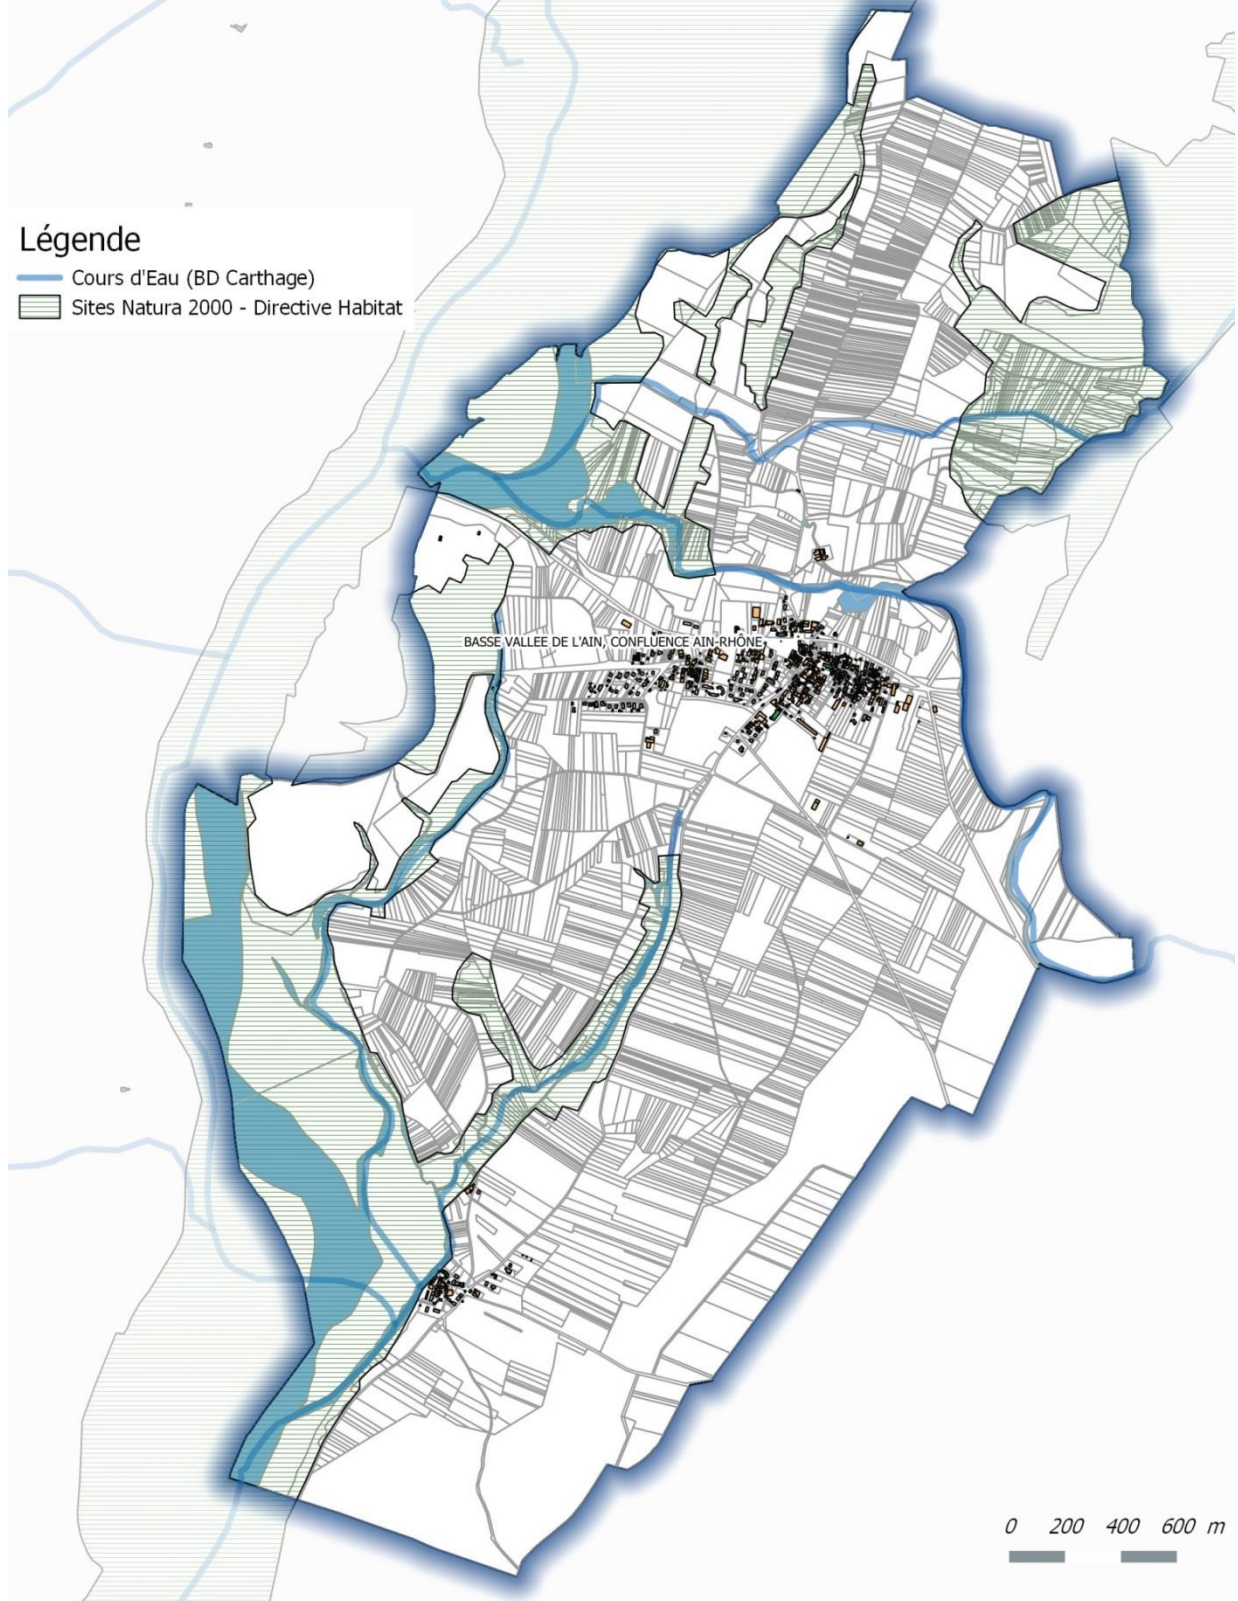 Légende
Cours d'Eau (BD Carthage)
Sites Natura 2000 - Directive Habitat
BASSE VALLEE DE L'AIN, CONFLUENCE AIN-RHÔNE
0 200 400 600 m